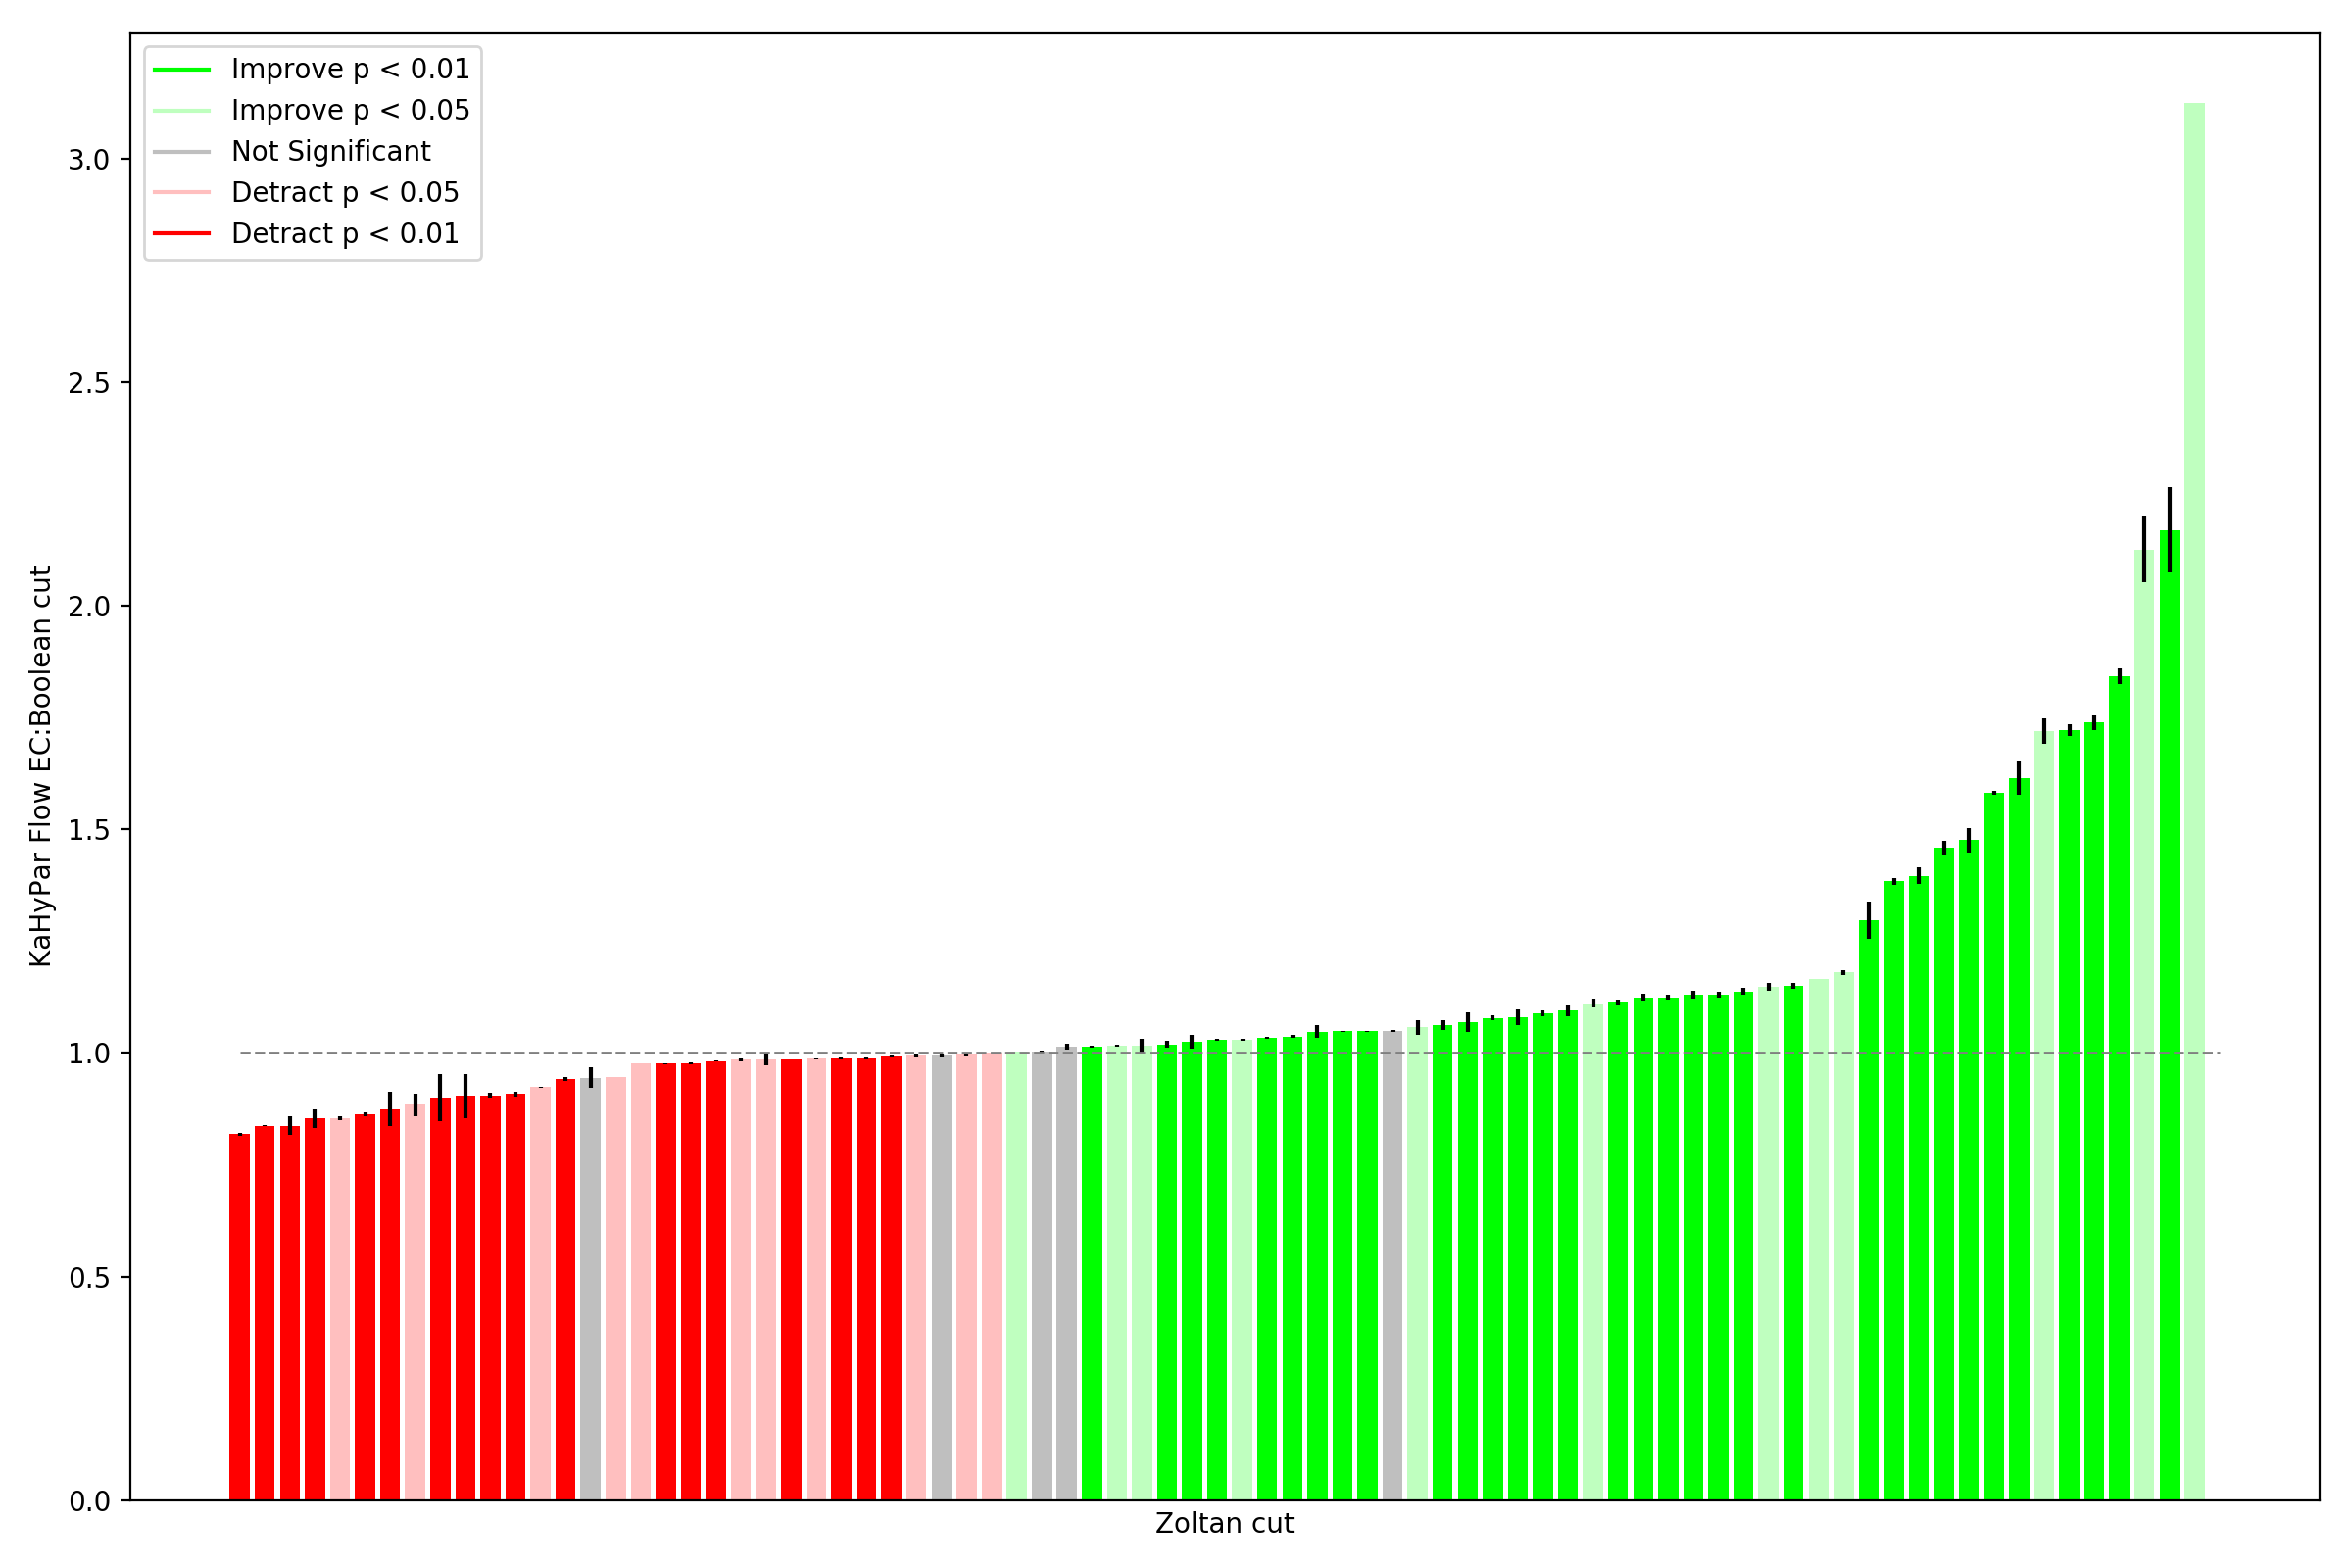 Improve p < 0.01
Improve p < 0.05
Not Significant
Detract p < 0.05
Detract p < 0.01
3.0
2.5
2.0
1.5
1.0
0.5
0.0
KaHyPar Flow EC:Boolean cut
Zoltan cut